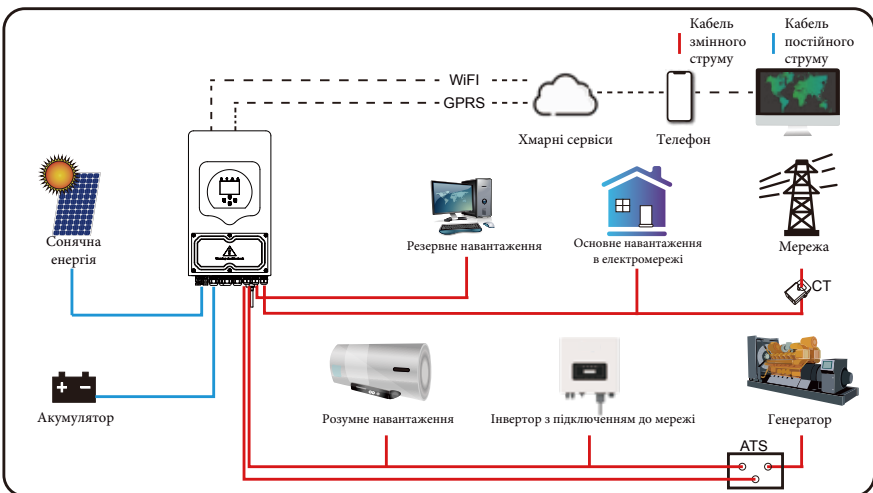 Кабель
змінного
струму
Кабель
постійного
струму
WiFI
GPRS
Хмарні сервіси
Телефон
Сонячна
енергія
Резервне навантаження
Основне навантаження
в електромережі
Мережа
CT
Акумулятор
Розумне навантаження
Інвертор з підключенням до мережі
Генератор
ATS